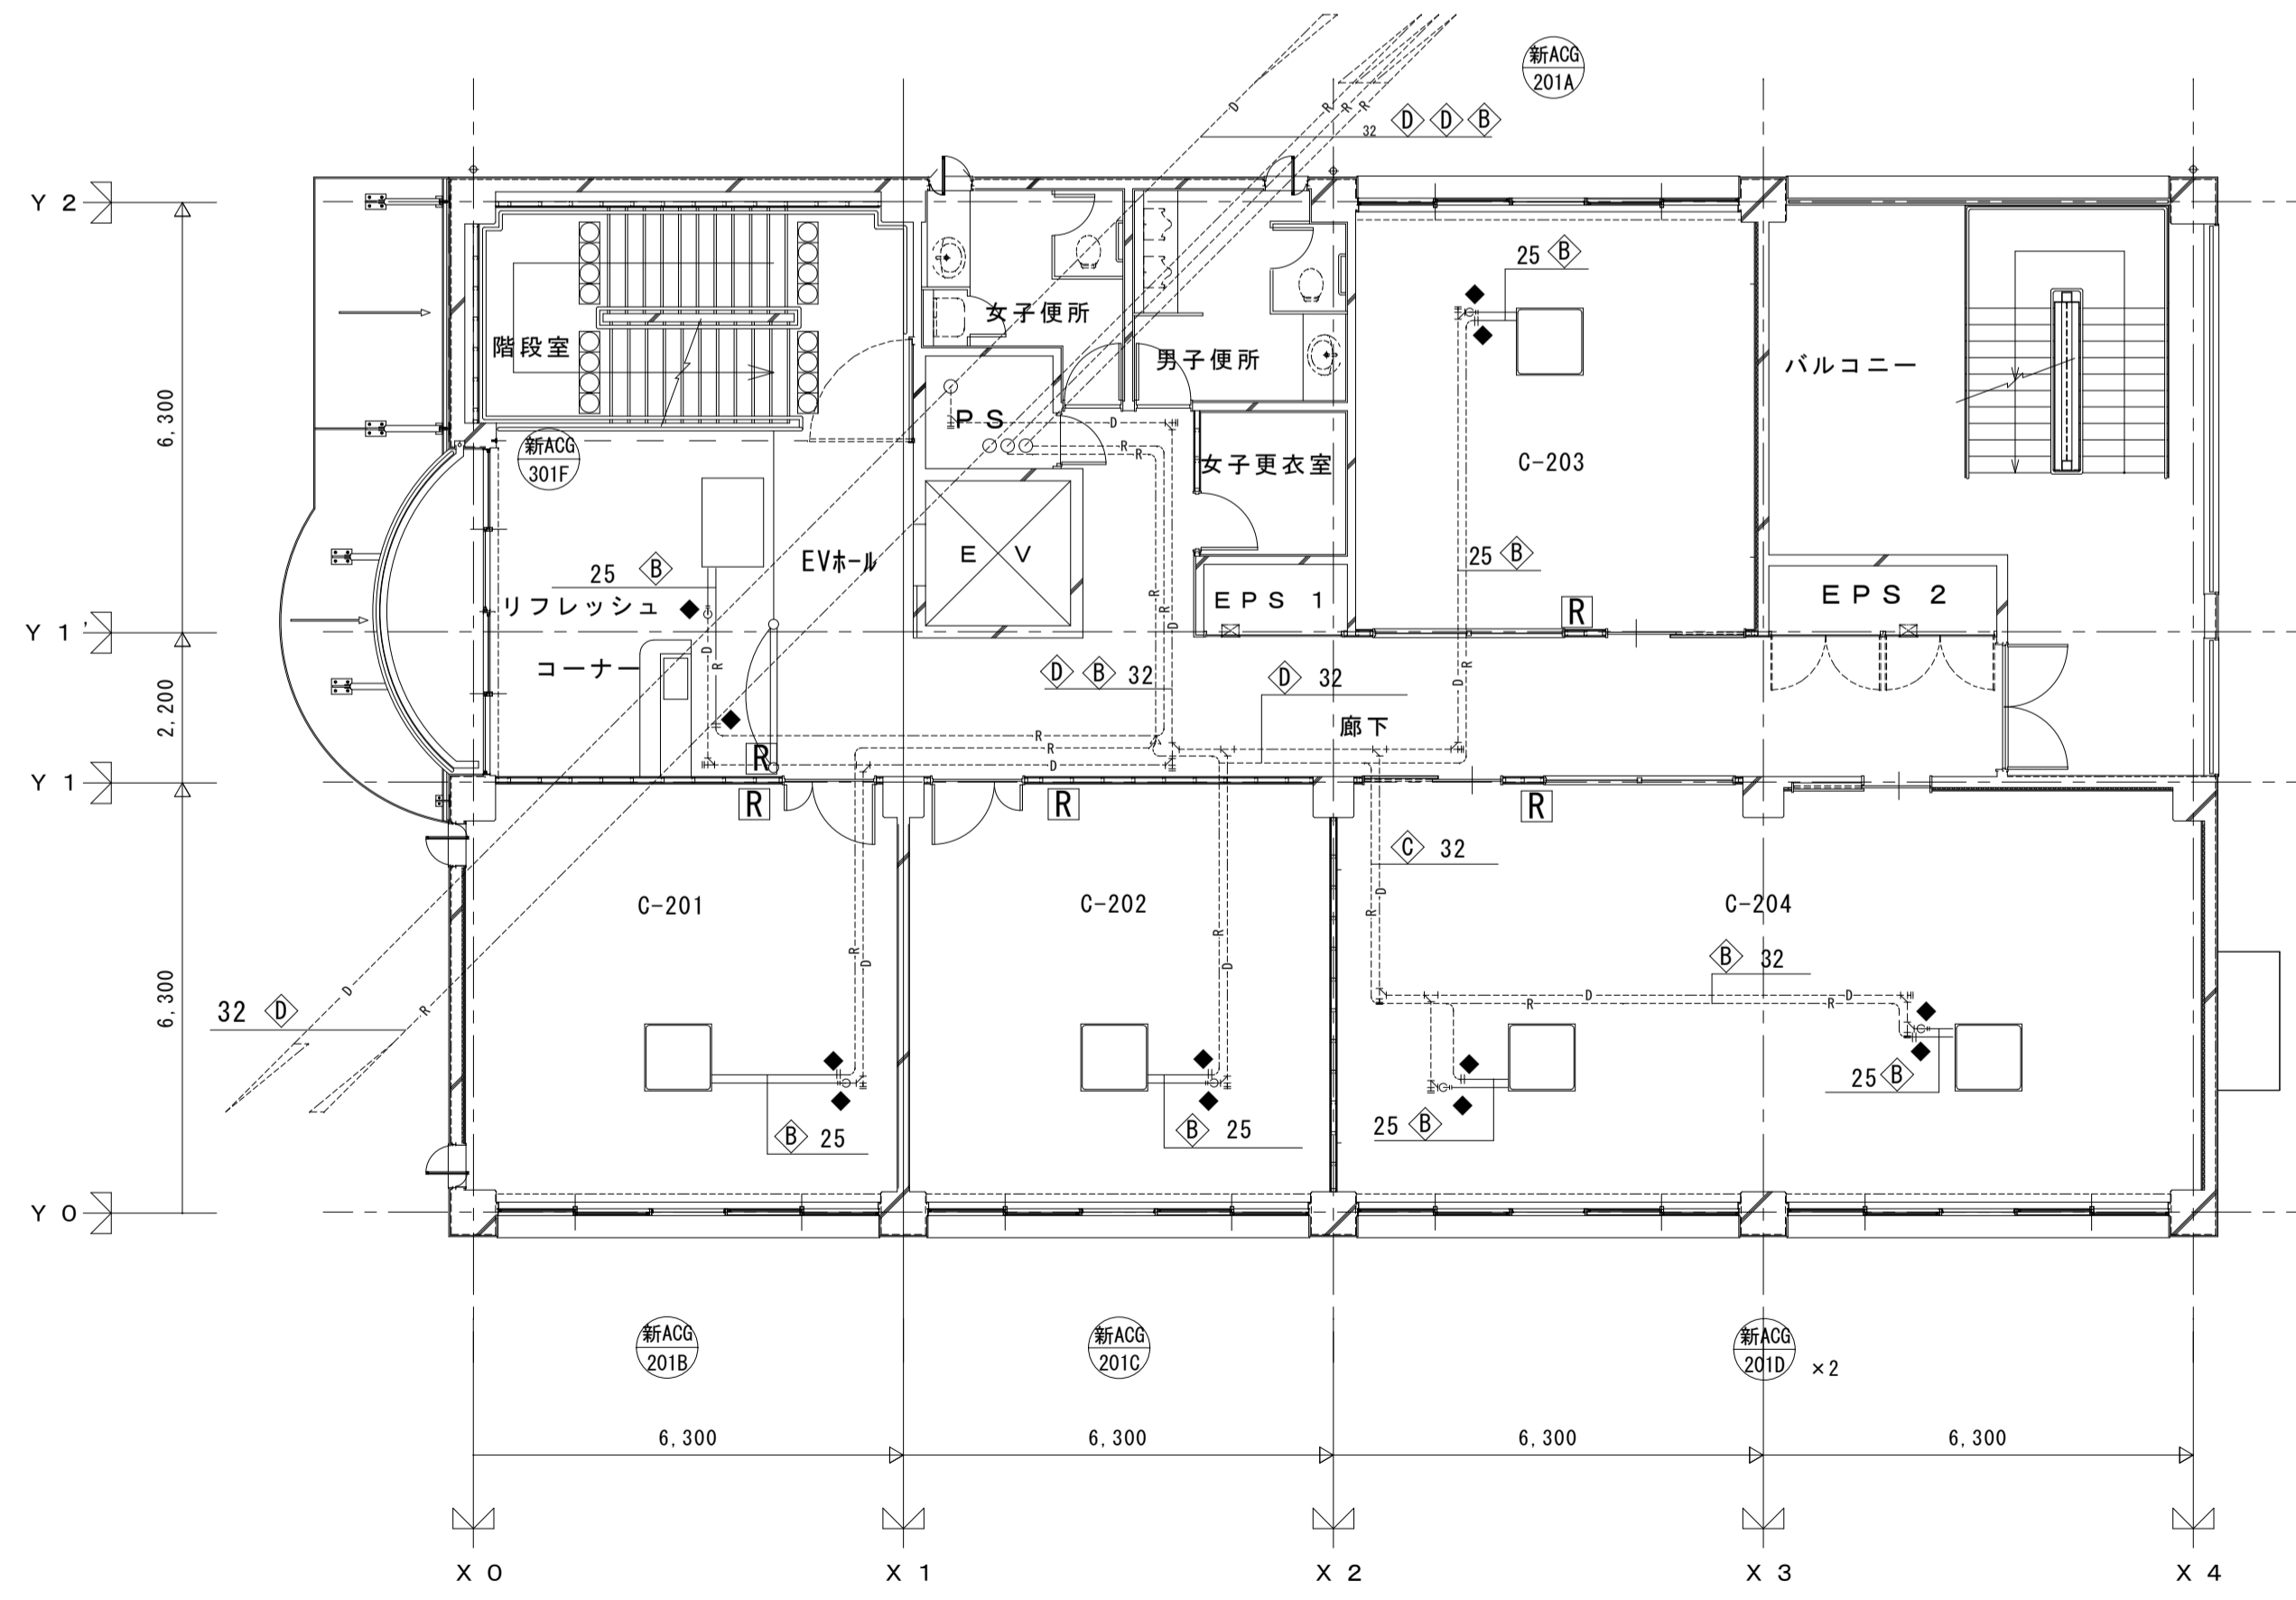 新ACG
201A
D
R
R
R
32 D D B
Y 2
25 B
女子便所
階段室
男子便所
バルコニー
6,300
PS
D
R
R
新ACG
301F
女子更衣室
C-203
EVホール
E V
25 B
25 B
リフレッシュ
EPS 1
R
EPS 2
Y 1'
R
R
D
コーナー
D
R
D B 32
D 32
D
R
2,200
廊下
R
R
D
R
Y 1
R
R
R
C 32
R
D
C-201
C-202
C-204
R
D
R
D
B 32
6,300
D
R
D
R
D
R
32 D
25 B
B 25
B 25
25 B
Y 0
新ACG
201B
新ACG
201C
新ACG
201D
×2
6,300
6,300
6,300
6,300
X 0
X 1
X 2
X 3
X 4